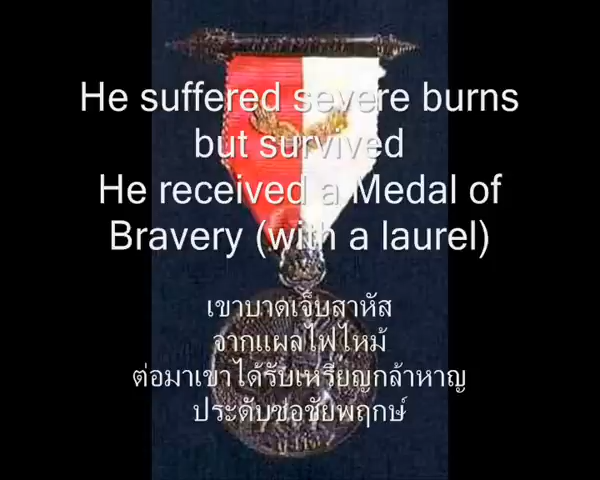 He suffered severe burns
but survived
He received a Medal of
Bravery (with a laurel)
เขาบาดเจ็บสาหัส
จากแผลไฟไหม้
ต่อมาเขาได้รับเหรียญกล้าหาญ
ประดับช่อชัยพฤกษ์